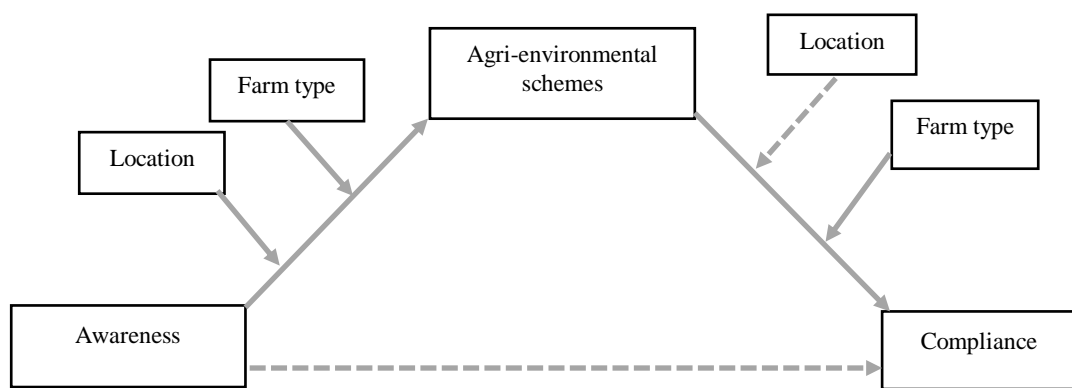 Agri-environmental
schemes
Location
Farm type
Farm type
Location
Awareness
Compliance